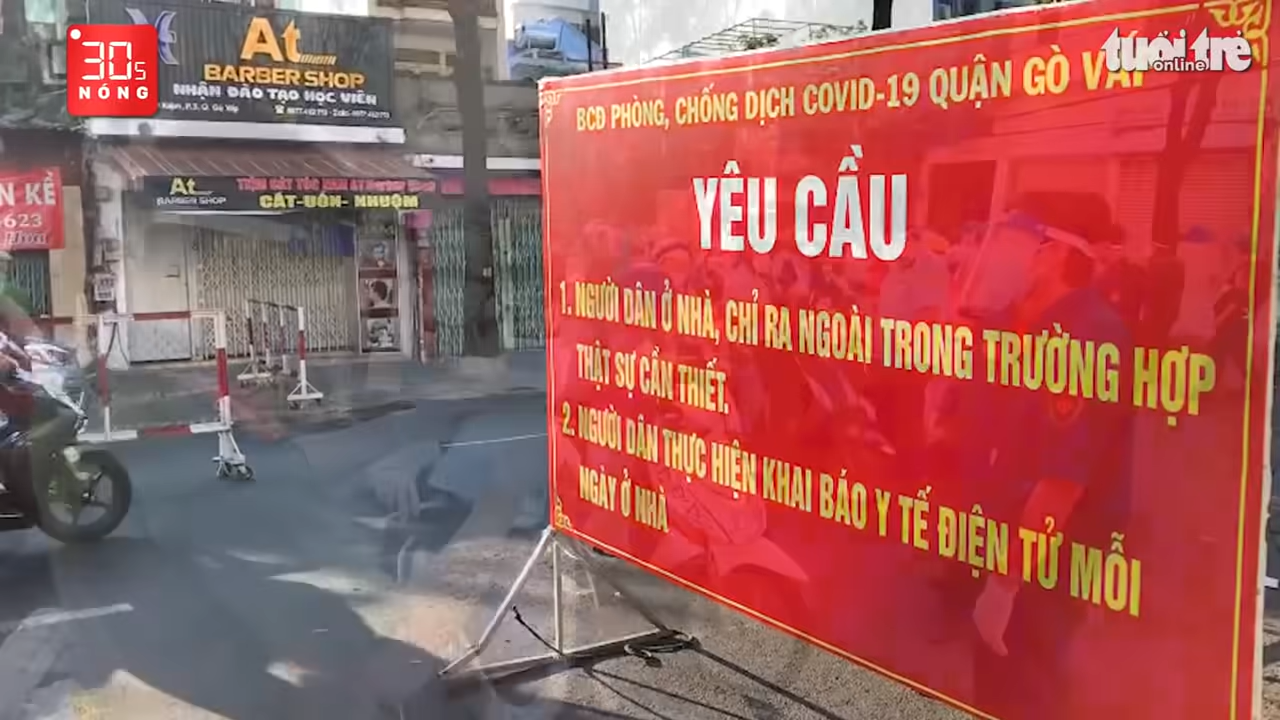 30s
NÓNG
At
BARBER SHOP
NHẬN ĐÀO TẠO HỌC VIÊN
At
BARBER SHOP
CẮT-UỐN-NHUỘM
N KẾ
623
tuổi trẻ
online
BCĐ PHÒNG, CHỐNG DỊCH COVID-19 QUẬN GÒ VẤP
YÊU CẦU
1. NGƯỜI DÂN Ở NHÀ, CHỈ RA NGOÀI TRONG TRƯỜNG HỢP
THẬT SỰ CẦN THIẾT.
2. NGƯỜI DÂN THỰC HIỆN KHAI BÁO Y TẾ ĐIỆN TỬ MỖI
NGÀY Ở NHÀ